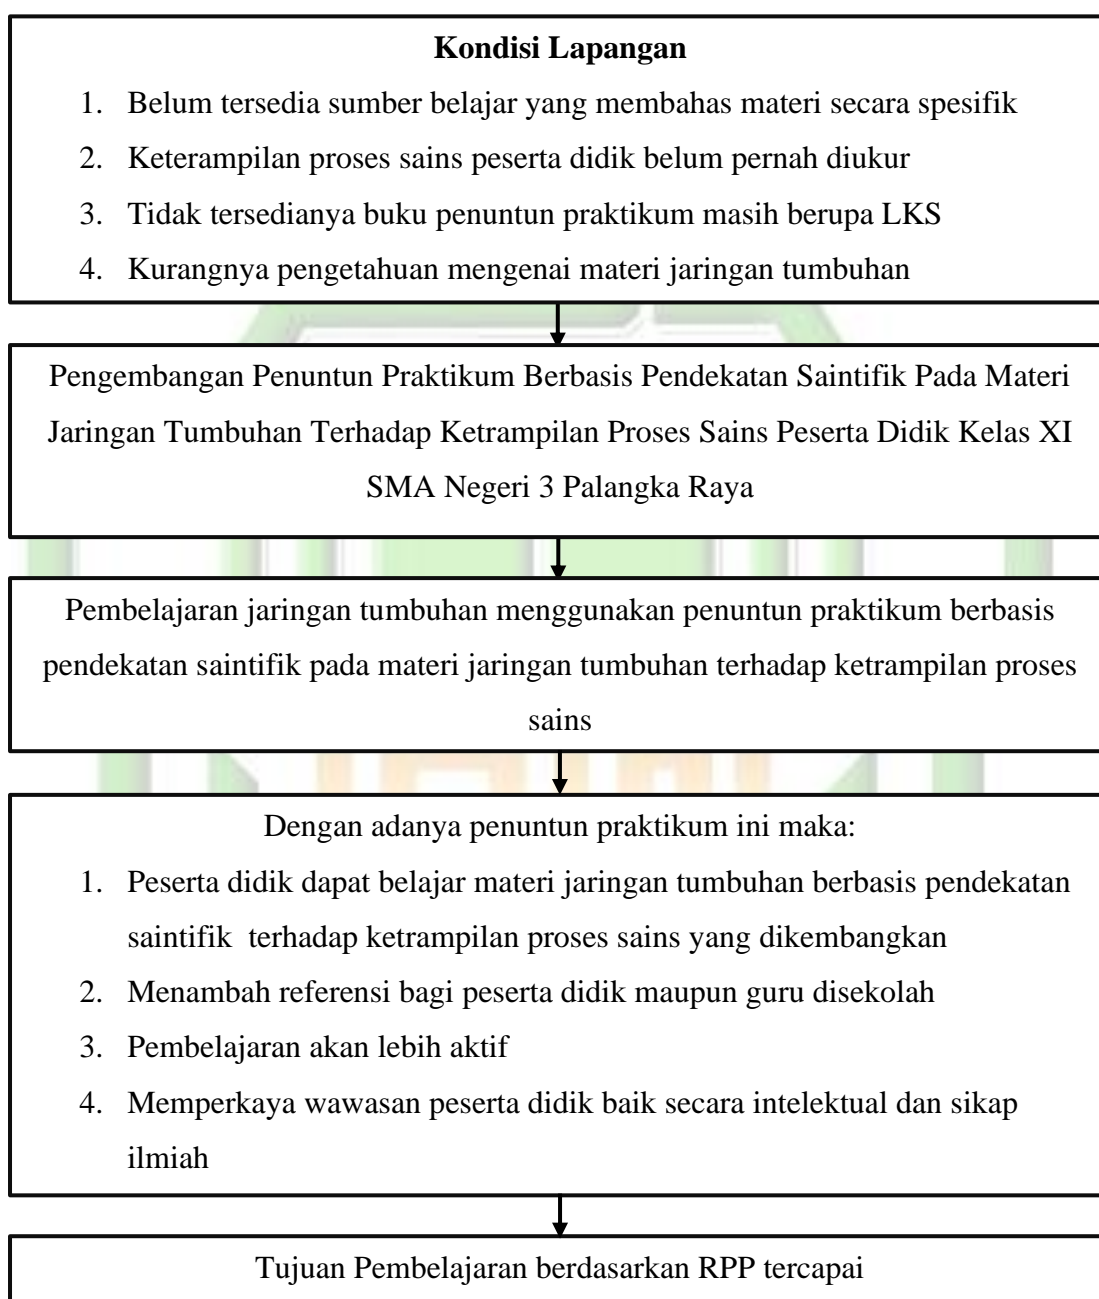 Kondisi Lapangan
1. Belum tersedia sumber belajar yang membahas materi secara spesifik
2. Keterampilan proses sains peserta didik belum pernah diukur
3. Tidak tersedianya buku penuntun praktikum masih berupa LKS
4. Kurangnya pengetahuan mengenai materi jaringan tumbuhan
Pengembangan Penuntun Praktikum Berbasis Pendekatan Saintifik Pada Materi
Jaringan Tumbuhan Terhadap Ketrampilan Proses Sains Peserta Didik Kelas XI
SMA Negeri 3 Palangka Raya
Pembelajaran jaringan tumbuhan menggunakan penuntun praktikum berbasis
pendekatan saintifik pada materi jaringan tumbuhan terhadap ketrampilan proses
sains
Dengan adanya penuntun praktikum ini maka:
1. Peserta didik dapat belajar materi jaringan tumbuhan berbasis pendekatan
saintifik terhadap ketrampilan proses sains yang dikembangkan
2. Menambah referensi bagi peserta didik maupun guru disekolah
3. Pembelajaran akan lebih aktif
4. Memperkaya wawasan peserta didik baik secara intelektual dan sikap
ilmiah
Tujuan Pembelajaran berdasarkan RPP tercapai